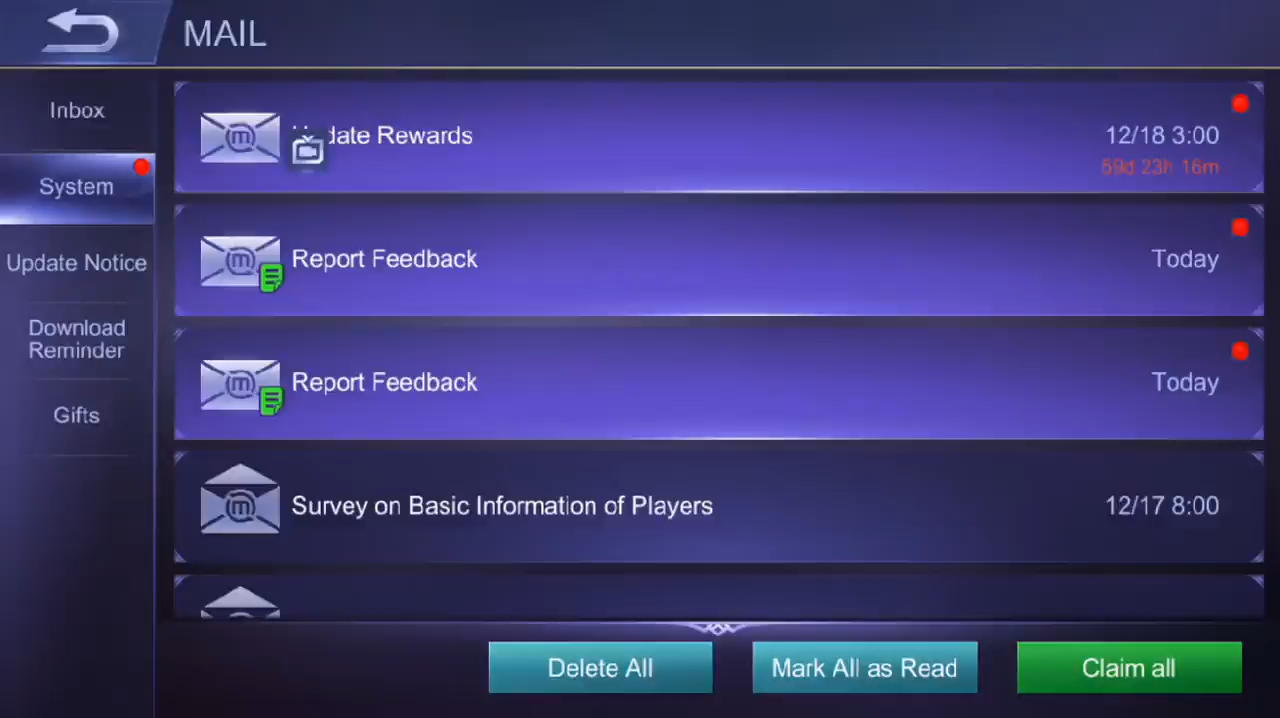 MAIL
Inbox
System
Update Notice
Download
Reminder
Gifts
date Rewards
12/18 3:00
59d 23h 16m
Report Feedback
Today
Report Feedback
Today
Survey on Basic Information of Players
12/17 8:00
Delete All
Mark All as Read
Claim all